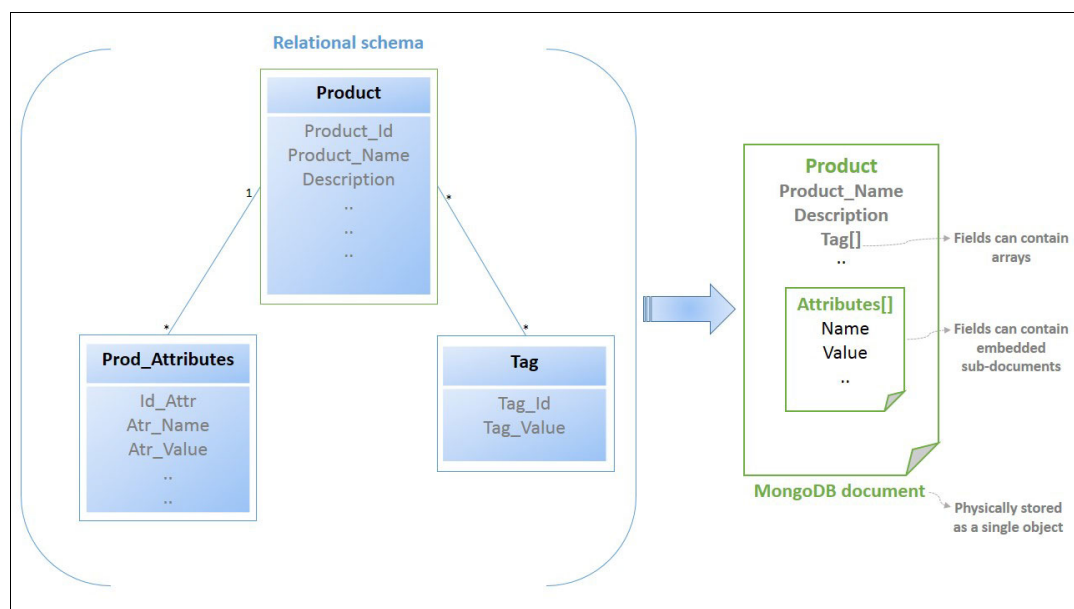 Relational schema
Product
Product_Id
Product_Name
Description
..
..
..
1
*
*
*
Prod_Attributes
Id_Attr
Atr_Name
Atr_Value
..
..
Tag
Tag_Id
Tag_Value
Product
Product_Name
Description
Tag[]
..
Attributes[]
Name
Value
..
MongoDB document
Fields can contain
arrays
Fields can contain
embedded
sub-documents
Physically stored
as a single object